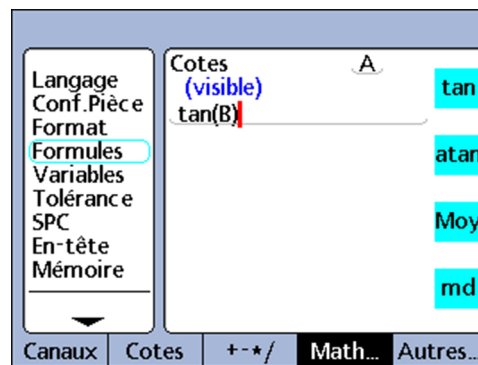 Langage
Conf.Pièce
Format
Formules
Variables
Tolérance
SPC
En-tête
Mémoire
Cotes A
(visible)
tan(B)
tan
atan
Moy
md
Canaux Cotes +-*/ Math... Autres...